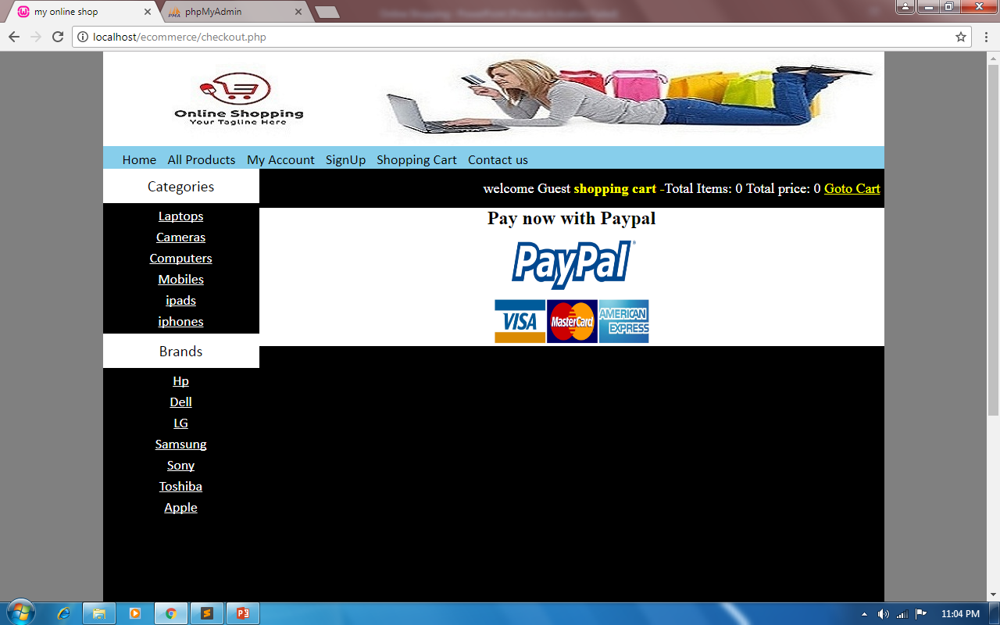 my online shop
phpMyAdmin
localhost/ecommerce/checkout.php
Online Shopping
Your Tagline Here
Home All Products My Account SignUp Shopping Cart Contact us
Categories
welcome Guest shopping cart -Total Items: 0 Total price: 0 Goto Cart
Laptops
Cameras
Computers
Mobiles
ipads
iphones
Pay now with Paypal
PayPal
VISA MasterCard AMERICAN EXPRESS
Brands
Hp
Dell
LG
Samsung
Sony
Toshiba
Apple
11:04 PM